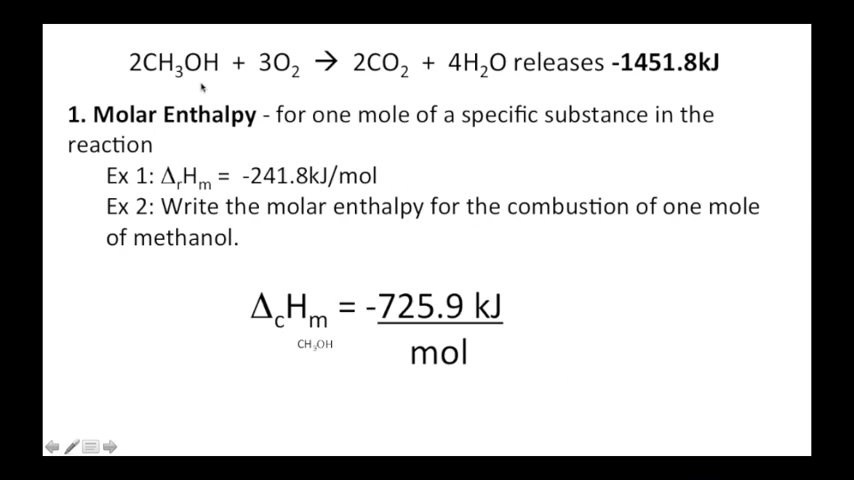 2CH₃OH + 3O₂ → 2CO₂ + 4H₂O releases -1451.8kJ
1. Molar Enthalpy - for one mole of a specific substance in the
reaction
Ex 1: ΔᵣHₘ = -241.8kJ/mol
Ex 2: Write the molar enthalpy for the combustion of one mole
of methanol.
Δ_cHₘ = -725.9 kJ
CH₃OH
mol